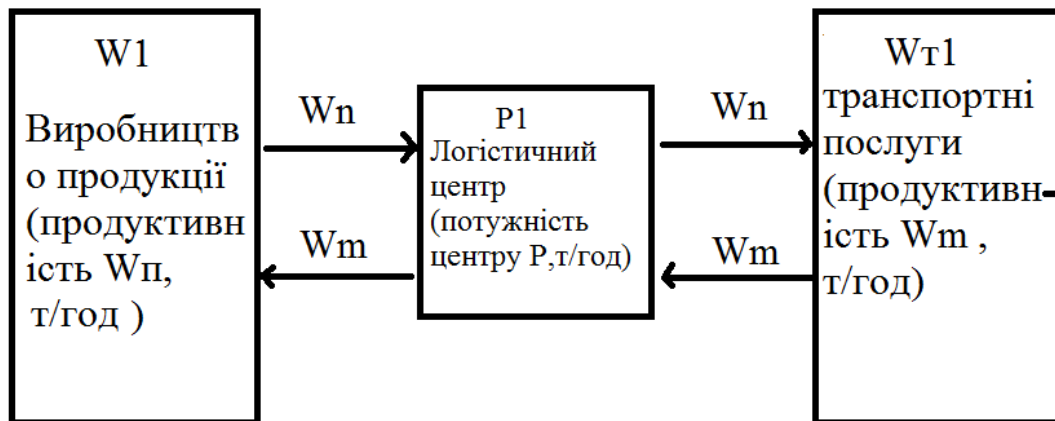 W1
Виробництв
о продукції
(продуктивн
ість Wп,
т/год )
Wn
Wm
P1
Логістичний
центр
(потужність
центру P,т/год)
Wn
Wm
Wт1
транспортні
послуги
(продуктивн
ість Wm ,
т/год)